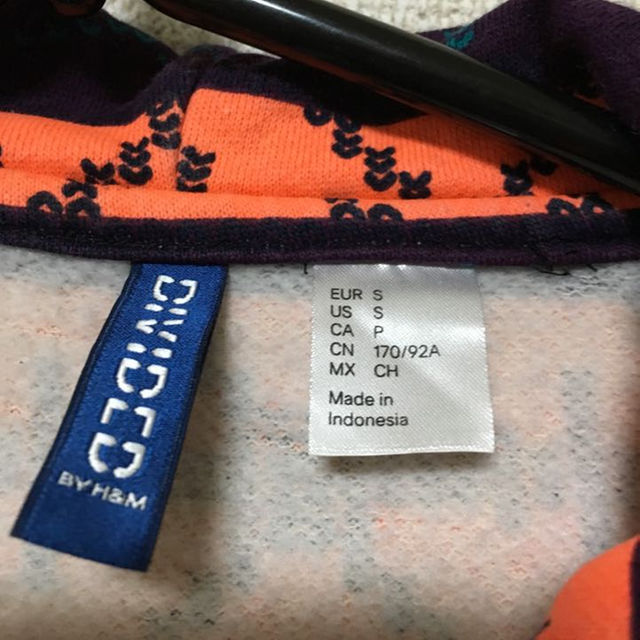 DIVIDED
BY H&M
EUR S
US S
CA P
CN 170/92A
MX CH
Made in
Indonesia